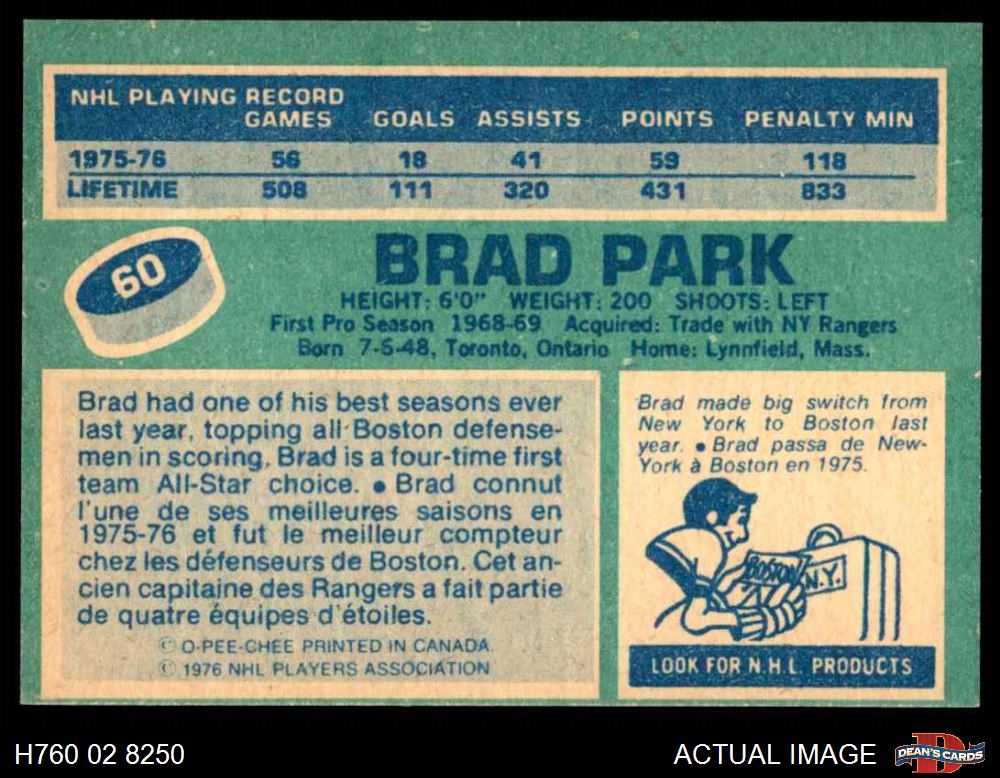 NHL PLAYING RECORD
GAMES GOALS ASSISTS POINTS PENALTY MIN
1975-76 56 18 41 59 118
LIFETIME 508 111 320 431 833
60
BRAD PARK
HEIGHT: 6'0" WEIGHT: 200 SHOOTS: LEFT
First Pro Season 1968-69 Acquired: Trade with NY Rangers
Born 7-6-48, Toronto, Ontario Home: Lynnfield, Mass.
Brad had one of his best seasons ever
last year, topping all Boston defense-
men in scoring. Brad is a four-time first
team All-Star choice. • Brad connut
l'une de ses meilleures saisons en
1975-76 et fut le meilleur compteur
chez les défenseurs de Boston. Cet an-
cien capitaine des Rangers a fait partie
de quatre équipes d'étoiles.
© O-PEE-CHEE PRINTED IN CANADA.
© 1976 NHL PLAYERS ASSOCIATION
Brad made big switch from
New York to Boston last
year. • Brad passa de New-
York à Boston en 1975.
BOSTON
N.Y.
LOOK FOR N.H.L. PRODUCTS
H760 02 8250
ACTUAL IMAGE
D
DEAN'S CARDS